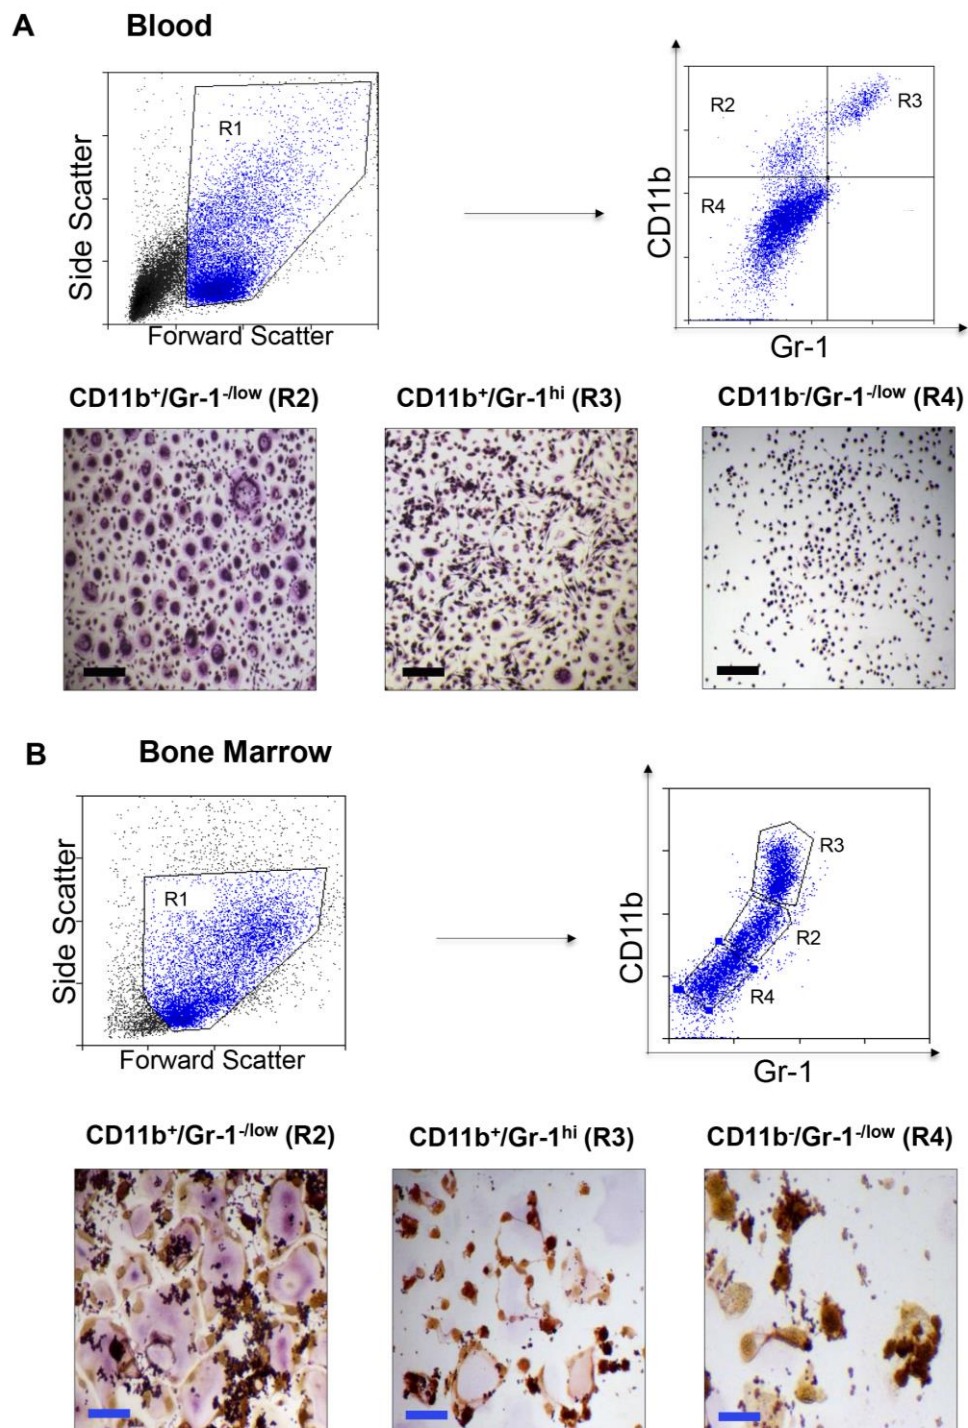 A Blood
Side Scatter
R1
Forward Scatter
CD11b
R2
R3
R4
Gr-1
CD11b⁺/Gr-1⁻/ˡᵒʷ (R2)
CD11b⁺/Gr-1ʰⁱ (R3)
CD11b⁻/Gr-1⁻/ˡᵒʷ (R4)
B Bone Marrow
Side Scatter
R1
Forward Scatter
CD11b
R3
R2
R4
Gr-1
CD11b⁺/Gr-1⁻/ˡᵒʷ (R2)
CD11b⁺/Gr-1ʰⁱ (R3)
CD11b⁻/Gr-1⁻/ˡᵒʷ (R4)